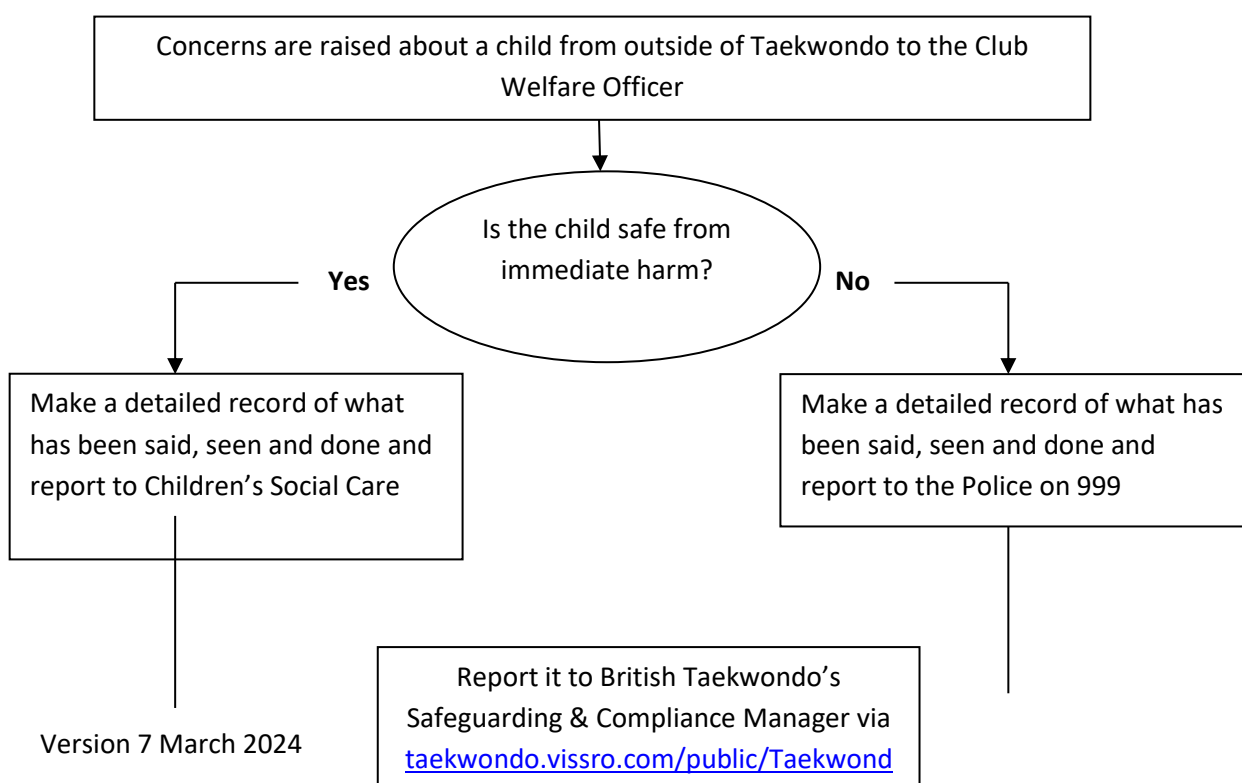 Concerns are raised about a child from outside of Taekwondo to the Club
Welfare Officer
Is the child safe from
immediate harm?
Yes
No
Make a detailed record of what
has been said, seen and done and
report to Children's Social Care
Make a detailed record of what has
been said, seen and done and
report to the Police on 999
Report it to British Taekwondo's
Safeguarding & Compliance Manager via
taekwondo.vissro.com/public/Taekwond
Version 7 March 2024